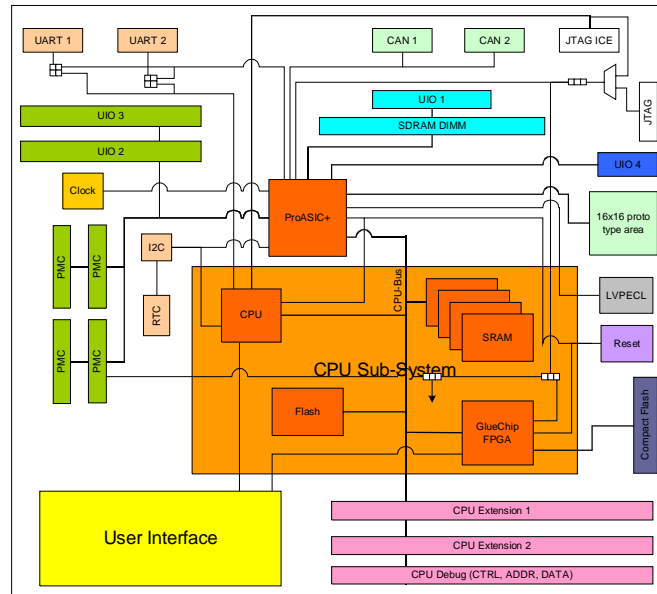 UART 1
UART 2
CAN 1
CAN 2
JTAG ICE
UIO 1
JTAG
UIO 3
SDRAM DIMM
UIO 2
UIO 4
Clock
ProASIC+
16x16 proto
type area
PMC
PMC
I2C
CPU-Bus
RTC
LVPECL
CPU
SRAM
Reset
PMC
PMC
CPU Sub-System
Flash
GlueChip
FPGA
Compact Flash
CPU Extension 1
User Interface
CPU Extension 2
CPU Debug (CTRL, ADDR, DATA)